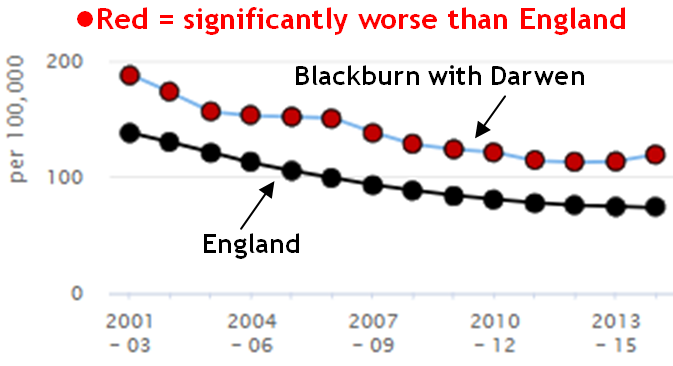 Red = significantly worse than England
per 100,000
200
Blackburn with Darwen
100
England
0
2001 2004 2007 2010 2013
- 03 - 06 - 09 - 12 - 15